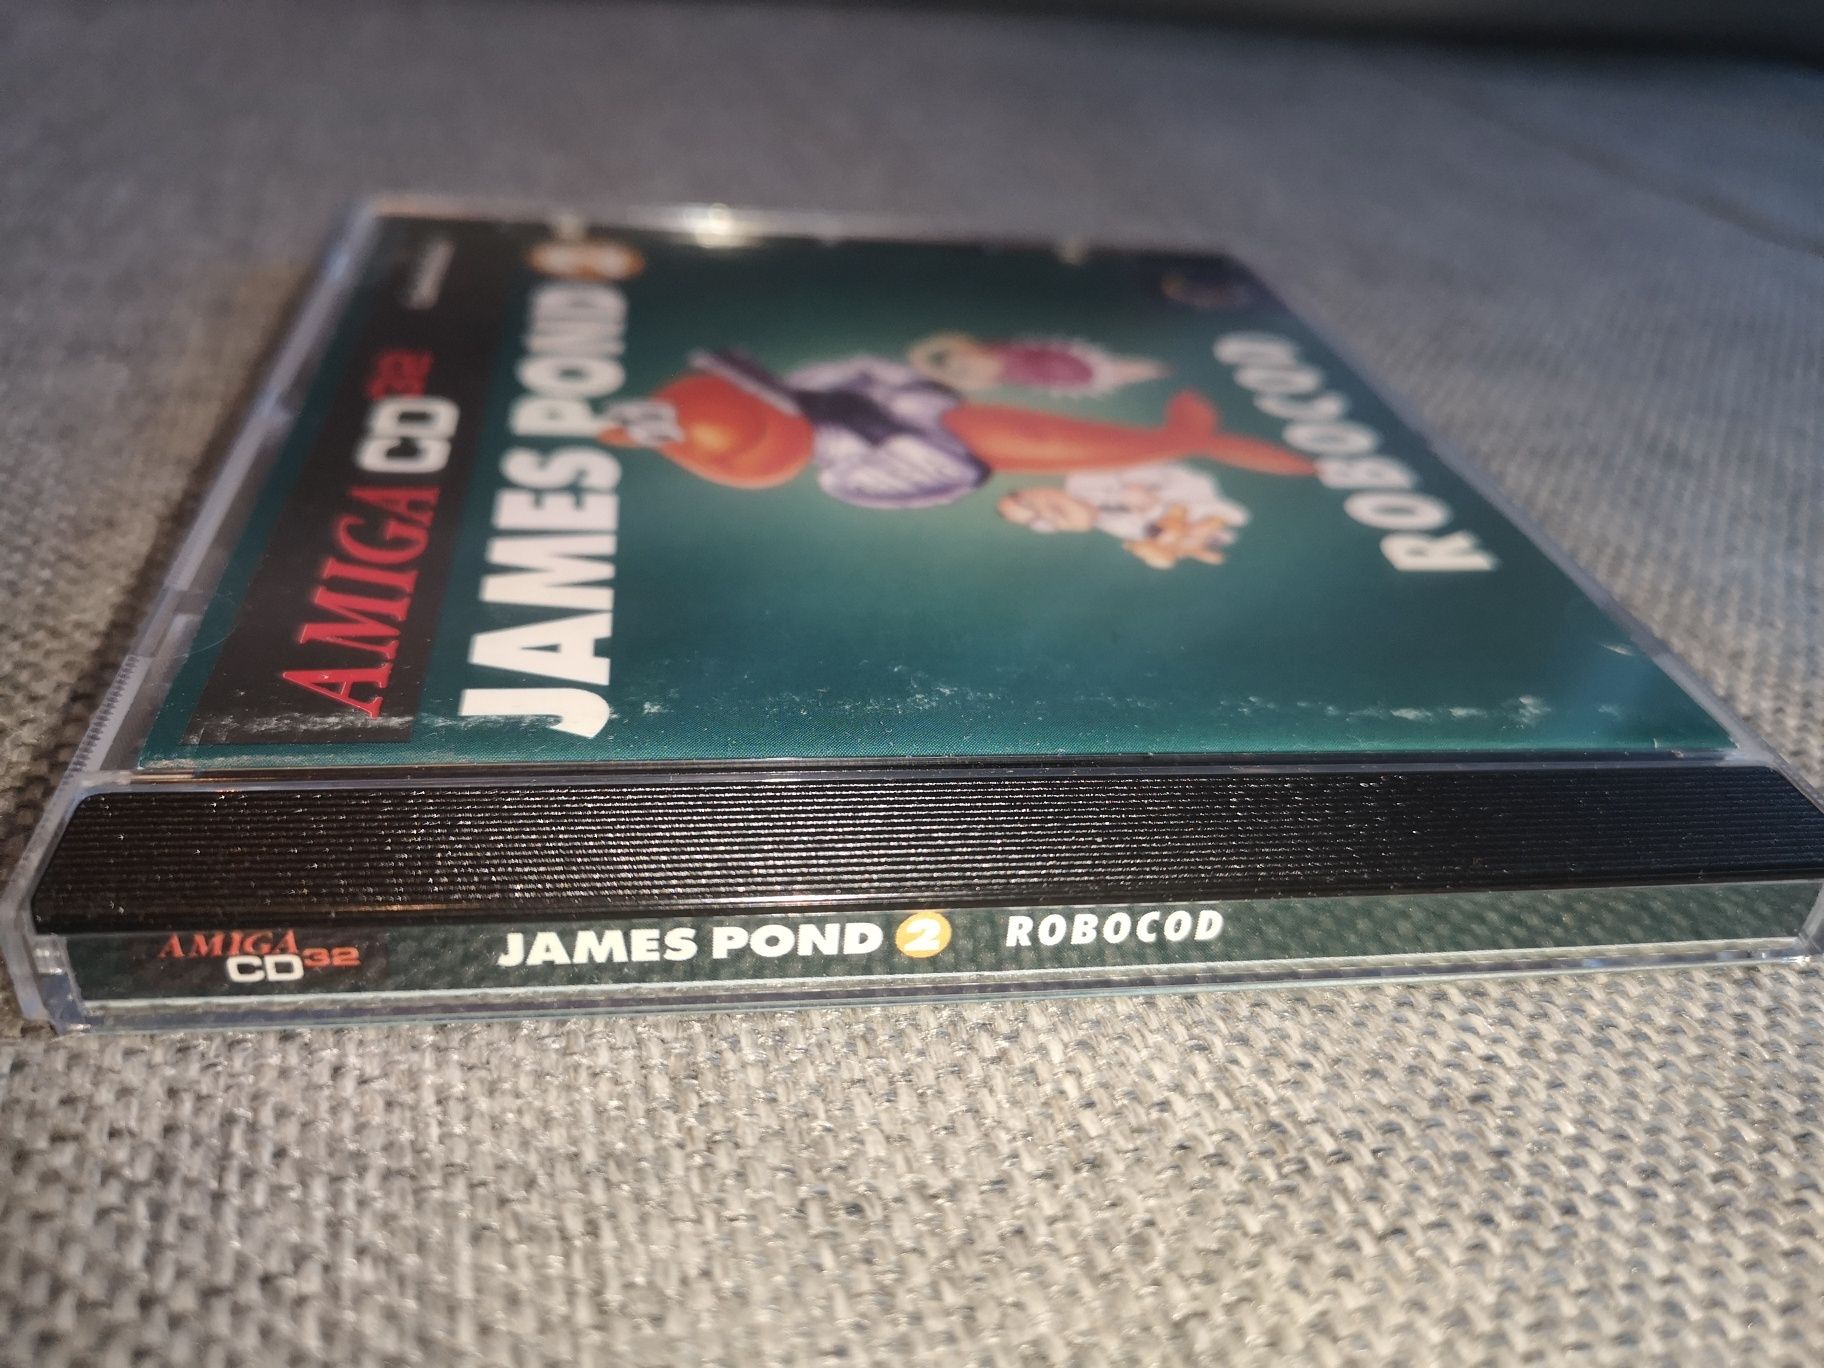 AMIGA CD32
JAMES POND 2
ROBOCOD
AMIGA
CD32
JAMES POND 2 ROBOCOD